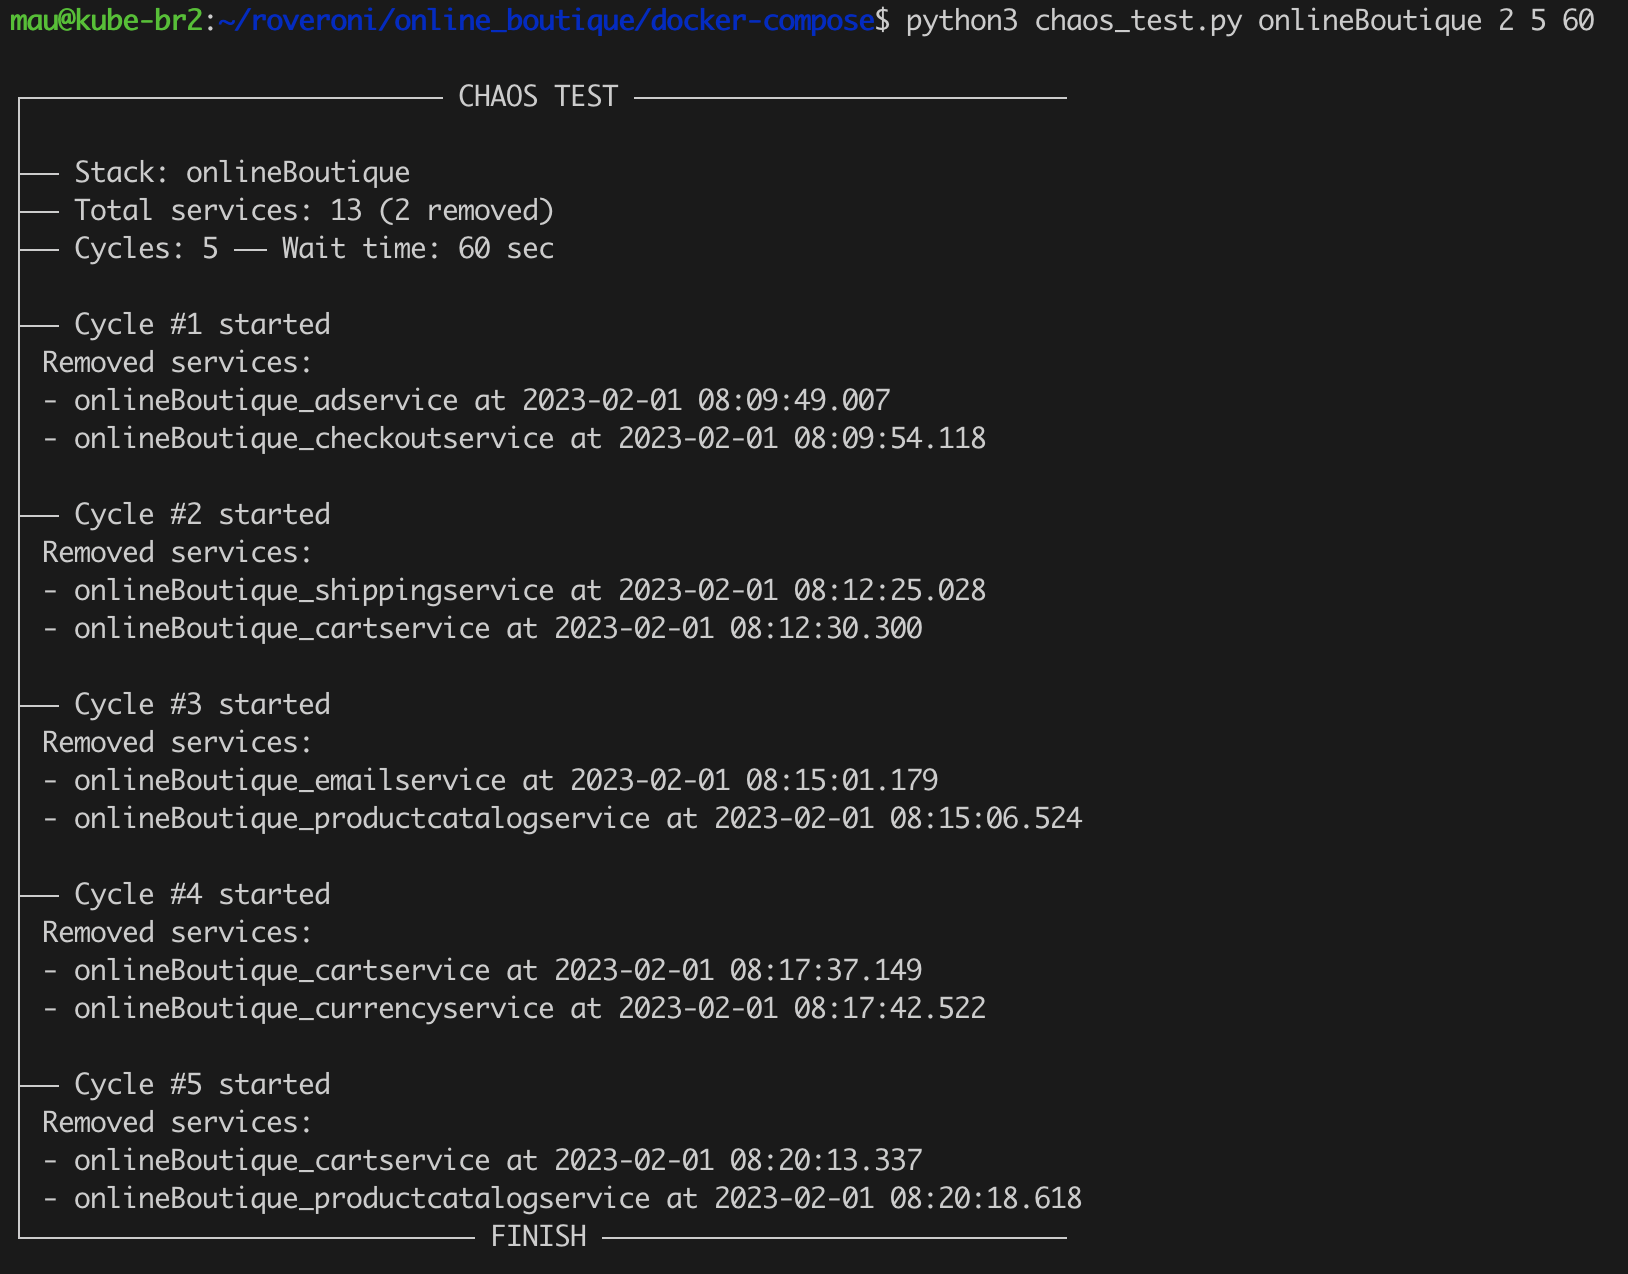 mau@kube-br2:~/roveroni/online_boutique/docker-compose$ python3 chaos_test.py onlineBoutique 2 5 60
CHAOS TEST
Stack: onlineBoutique
Total services: 13 (2 removed)
Cycles: 5 —— Wait time: 60 sec
Cycle #1 started
Removed services:
- onlineBoutique_adservice at 2023-02-01 08:09:49.007
- onlineBoutique_checkoutservice at 2023-02-01 08:09:54.118
Cycle #2 started
Removed services:
- onlineBoutique_shippingservice at 2023-02-01 08:12:25.028
- onlineBoutique_cartservice at 2023-02-01 08:12:30.300
Cycle #3 started
Removed services:
- onlineBoutique_emailservice at 2023-02-01 08:15:01.179
- onlineBoutique_productcatalogservice at 2023-02-01 08:15:06.524
Cycle #4 started
Removed services:
- onlineBoutique_cartservice at 2023-02-01 08:17:37.149
- onlineBoutique_currencyservice at 2023-02-01 08:17:42.522
Cycle #5 started
Removed services:
- onlineBoutique_cartservice at 2023-02-01 08:20:13.337
- onlineBoutique_productcatalogservice at 2023-02-01 08:20:18.618
FINISH